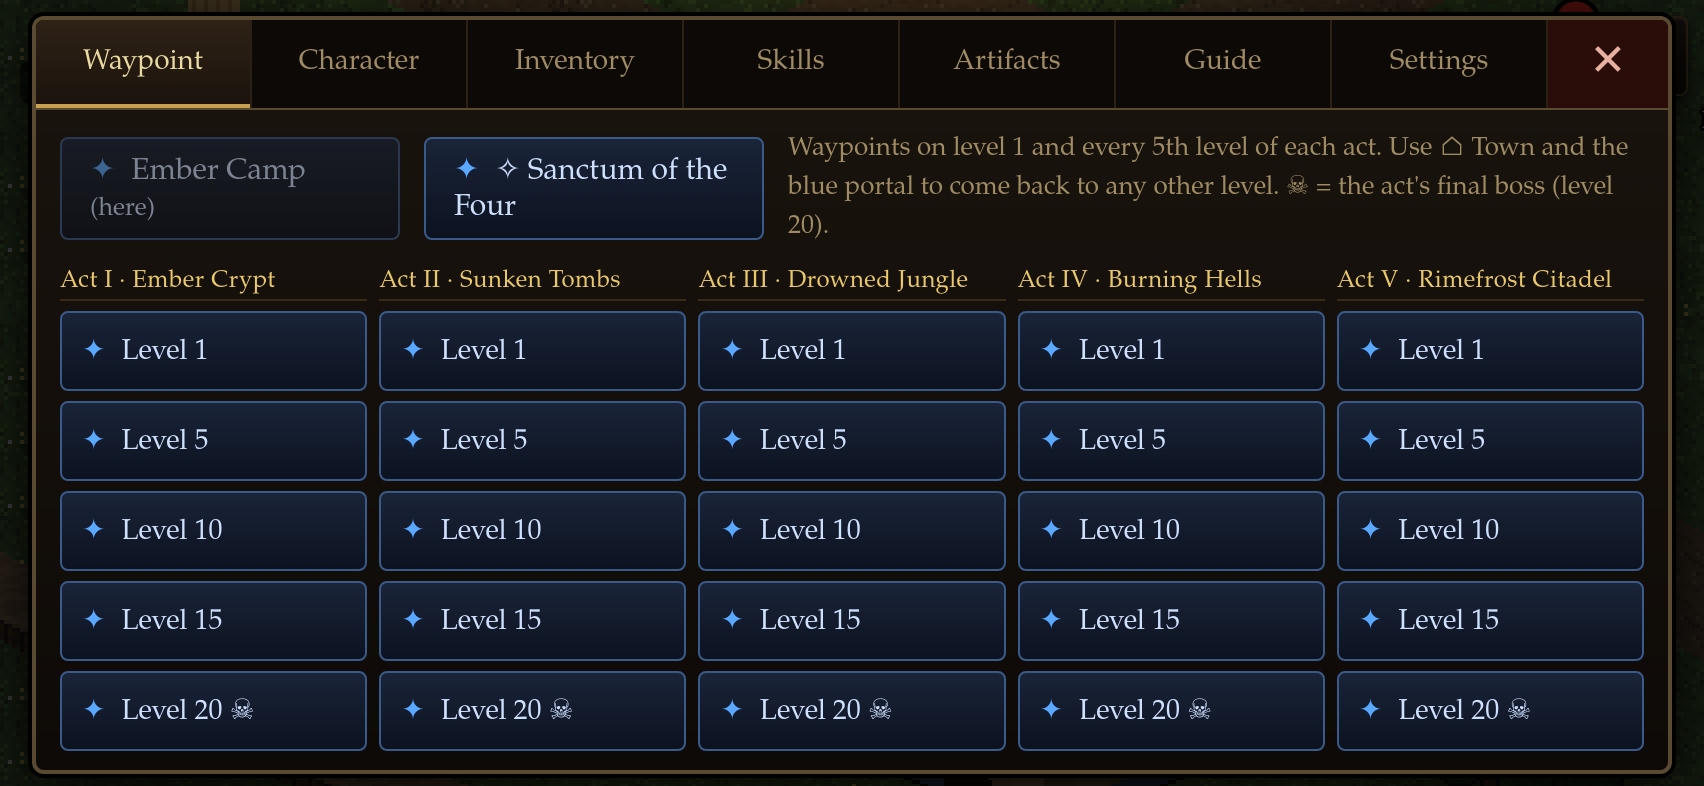 Waypoint Character Inventory Skills Artifacts Guide Settings ✕
✦ Ember Camp
(here)
✦ ✧ Sanctum of the
Four
Waypoints on level 1 and every 5th level of each act. Use ⌂ Town and the
blue portal to come back to any other level. ☠ = the act's final boss (level
20).
Act I · Ember Crypt Act II · Sunken Tombs Act III · Drowned Jungle Act IV · Burning Hells Act V · Rimefrost Citadel
✦ Level 1 ✦ Level 1 ✦ Level 1 ✦ Level 1 ✦ Level 1
✦ Level 5 ✦ Level 5 ✦ Level 5 ✦ Level 5 ✦ Level 5
✦ Level 10 ✦ Level 10 ✦ Level 10 ✦ Level 10 ✦ Level 10
✦ Level 15 ✦ Level 15 ✦ Level 15 ✦ Level 15 ✦ Level 15
✦ Level 20 ☠ ✦ Level 20 ☠ ✦ Level 20 ☠ ✦ Level 20 ☠ ✦ Level 20 ☠